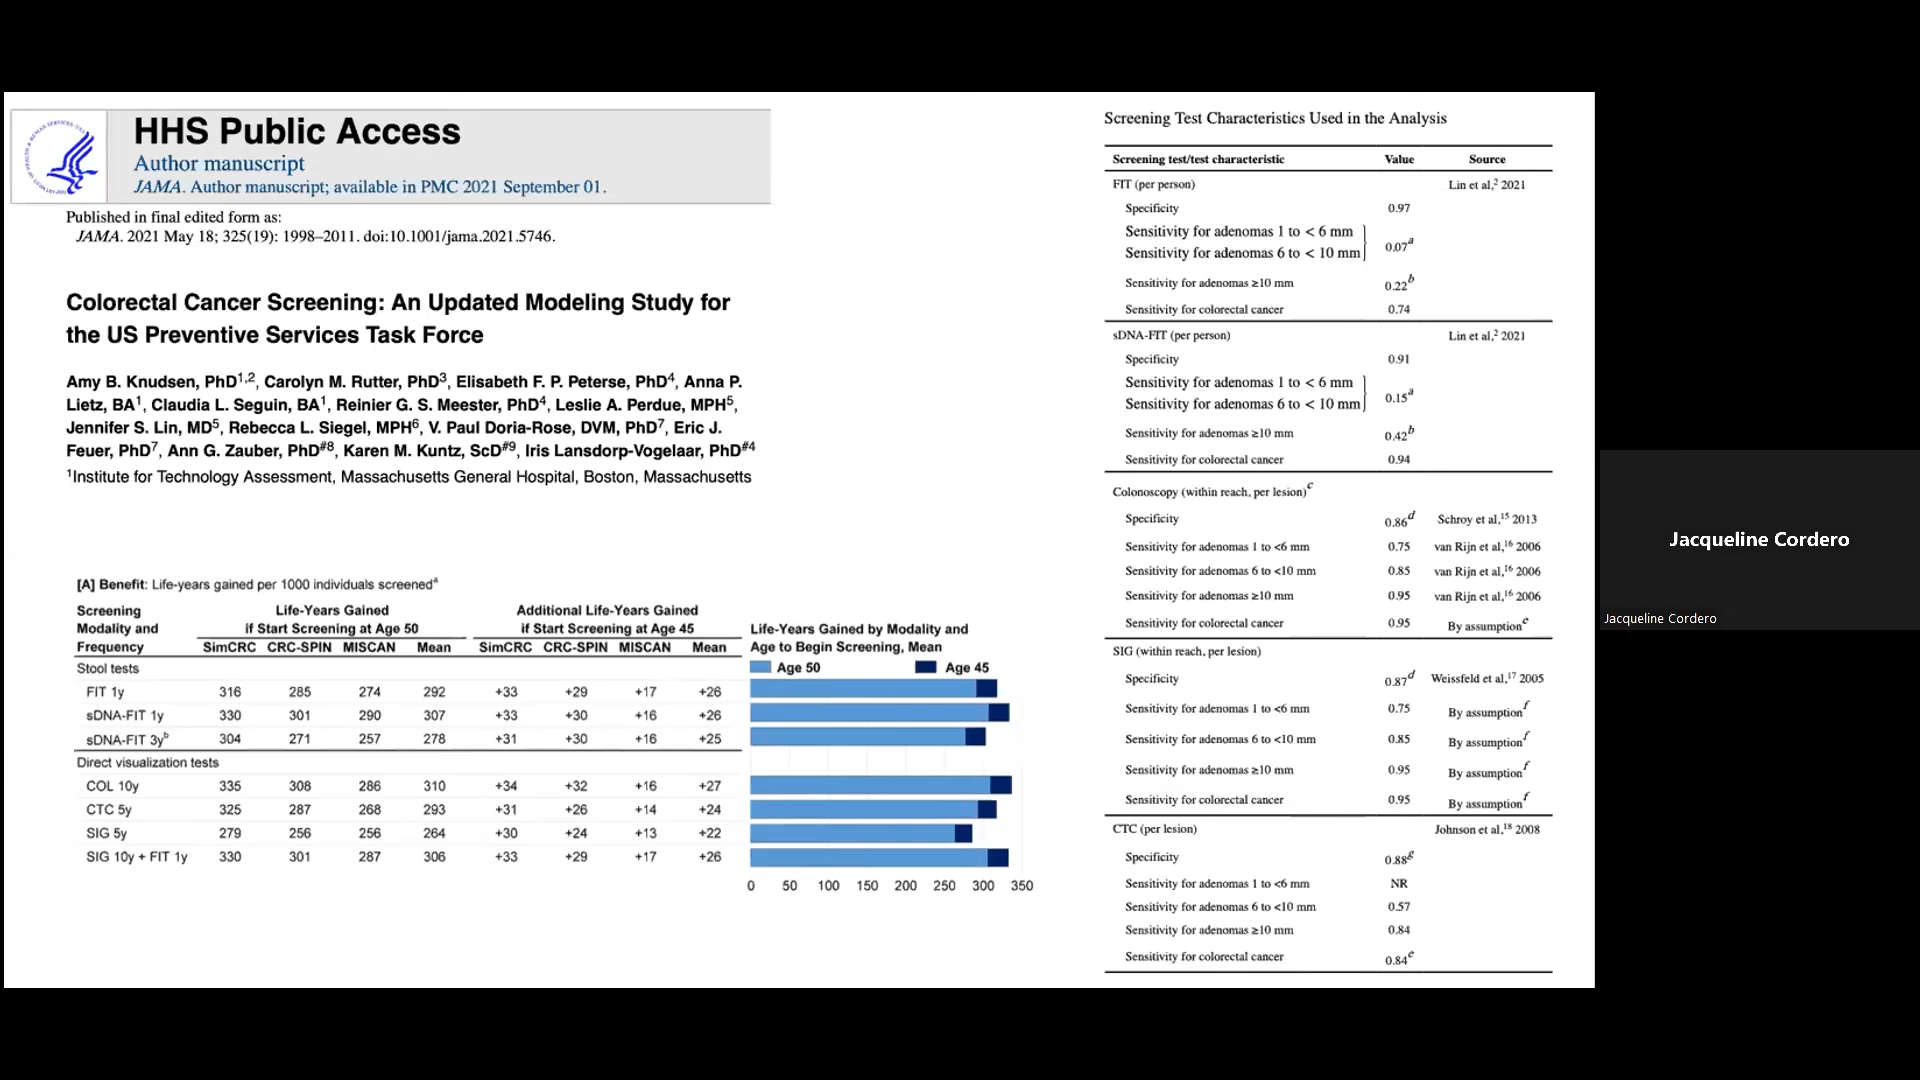 HHS Public Access
Author manuscript
JAMA. Author manuscript; available in PMC 2021 September 01.
Published in final edited form as:
JAMA. 2021 May 18; 325(19): 1998–2011. doi:10.1001/jama.2021.5746.
Colorectal Cancer Screening: An Updated Modeling Study for
the US Preventive Services Task Force
Amy B. Knudsen, PhD1,2, Carolyn M. Rutter, PhD3, Elisabeth F. P. Peterse, PhD4, Anna P.
Lietz, BA1, Claudia L. Seguin, BA1, Reinier G. S. Meester, PhD4, Leslie A. Perdue, MPH5,
Jennifer S. Lin, MD5, Rebecca L. Siegel, MPH6, V. Paul Doria-Rose, DVM, PhD7, Eric J.
Feuer, PhD7, Ann G. Zauber, PhD#8, Karen M. Kuntz, ScD#9, Iris Lansdorp-Vogelaar, PhD#4
1Institute for Technology Assessment, Massachusetts General Hospital, Boston, Massachusetts
[A] Benefit: Life-years gained per 1000 individuals screeneda
Screening Modality and Frequency
Life-Years Gained if Start Screening at Age 50
Additional Life-Years Gained if Start Screening at Age 45
Life-Years Gained by Modality and Age to Begin Screening, Mean
SimCRC CRC-SPIN MISCAN Mean SimCRC CRC-SPIN MISCAN Mean
Age 50 Age 45
Stool tests
FIT 1y 316 285 274 292 +33 +29 +17 +26
sDNA-FIT 1y 330 301 290 307 +33 +30 +16 +26
sDNA-FIT 3yb 304 271 257 278 +31 +30 +16 +25
Direct visualization tests
COL 10y 335 308 286 310 +34 +32 +16 +27
CTC 5y 325 287 268 293 +31 +26 +14 +24
SIG 5y 279 256 256 264 +30 +24 +13 +22
SIG 10y + FIT 1y 330 301 287 306 +33 +29 +17 +26
0 50 100 150 200 250 300 350
Screening Test Characteristics Used in the Analysis
Screening test/test characteristic Value Source
FIT (per person) Lin et al,2 2021
Specificity 0.97
Sensitivity for adenomas 1 to < 6 mm
Sensitivity for adenomas 6 to < 10 mm 0.07a
Sensitivity for adenomas ≥10 mm 0.22b
Sensitivity for colorectal cancer 0.74
sDNA-FIT (per person) Lin et al,2 2021
Specificity 0.91
Sensitivity for adenomas 1 to < 6 mm
Sensitivity for adenomas 6 to < 10 mm 0.15a
Sensitivity for adenomas ≥10 mm 0.42b
Sensitivity for colorectal cancer 0.94
Colonoscopy (within reach, per lesion)c
Specificity 0.86d Schroy et al,15 2013
Sensitivity for adenomas 1 to <6 mm 0.75 van Rijn et al,16 2006
Sensitivity for adenomas 6 to <10 mm 0.85 van Rijn et al,16 2006
Sensitivity for adenomas ≥10 mm 0.95 van Rijn et al,16 2006
Sensitivity for colorectal cancer 0.95 By assumptione
SIG (within reach, per lesion)
Specificity 0.87d Weissfeld et al,17 2005
Sensitivity for adenomas 1 to <6 mm 0.75 By assumptionf
Sensitivity for adenomas 6 to <10 mm 0.85 By assumptionf
Sensitivity for adenomas ≥10 mm 0.95 By assumptionf
Sensitivity for colorectal cancer 0.95 By assumptionf
CTC (per lesion) Johnson et al,18 2008
Specificity 0.88g
Sensitivity for adenomas 1 to <6 mm NR
Sensitivity for adenomas 6 to <10 mm 0.57
Sensitivity for adenomas ≥10 mm 0.84
Sensitivity for colorectal cancer 0.84e
Jacqueline Cordero
Jacqueline Cordero